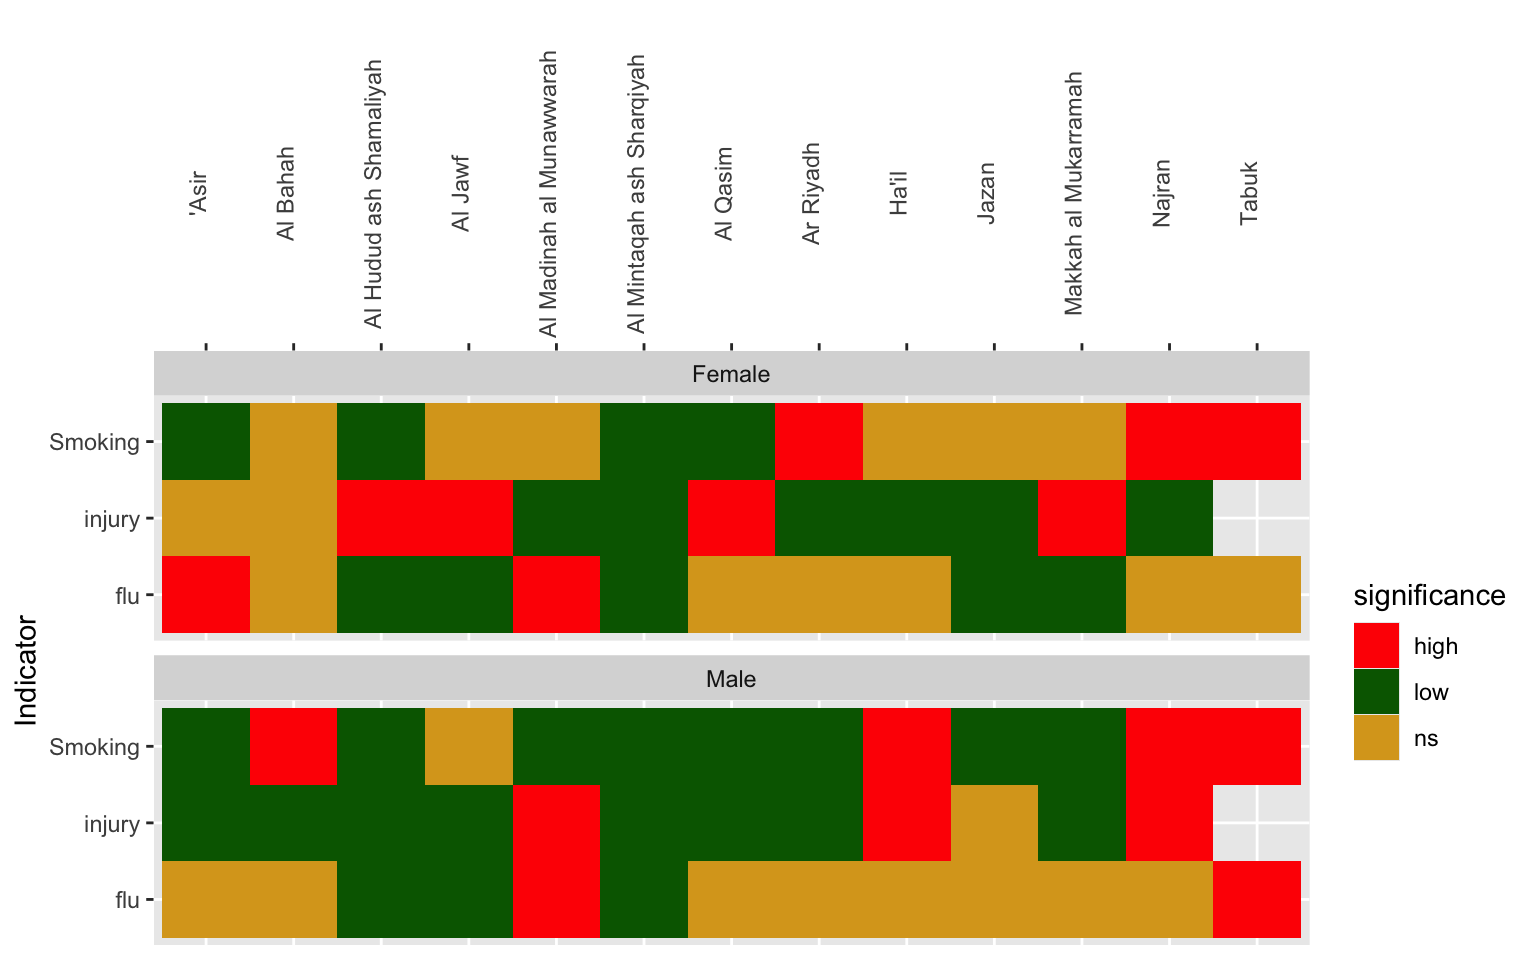 'Asir
Al Bahah
Al Hudud ash Shamaliyah
Al Jawf
Al Madinah al Munawwarah
Al Mintaqah ash Sharqiyah
Al Qasim
Ar Riyadh
Ha'il
Jazan
Makkah al Mukarramah
Najran
Tabuk
Female
Smoking
injury
flu
Indicator
Male
Smoking
injury
flu
significance
high
low
ns